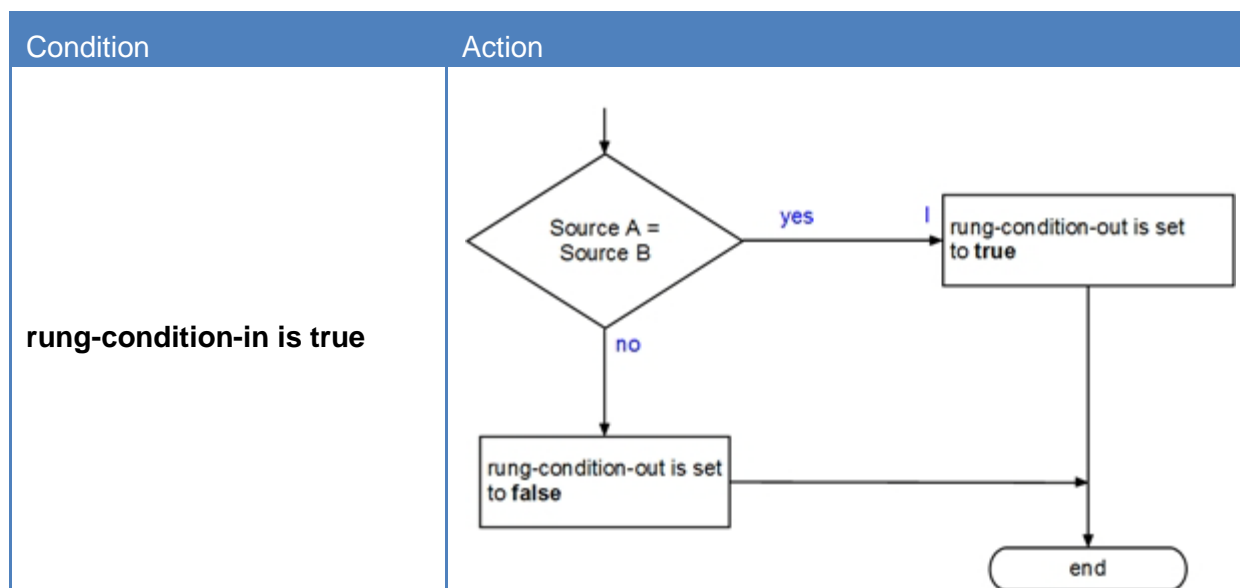 Condition
Action
Source A =
Source B
yes
I
rung-condition-out is set
to true
rung-condition-in is true
no
rung-condition-out is set
to false
end